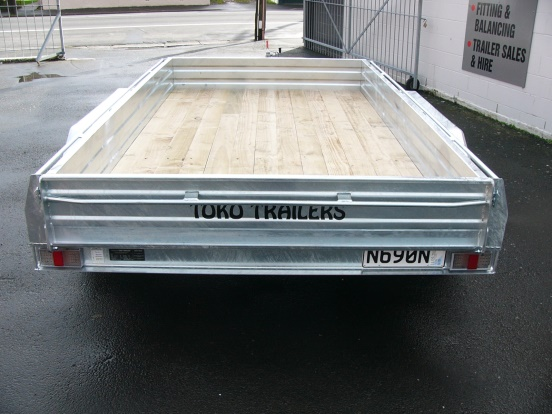 FITTING &
BALANCING
• TRAILER SALES
& HIRE
TOKO TRAILERS
N690N